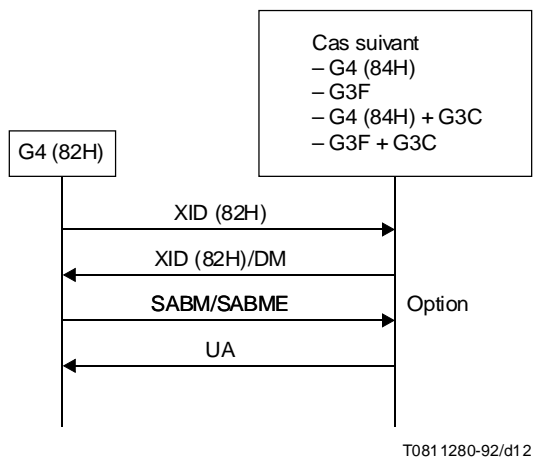 Cas suivant
– G4 (84H)
– G3F
– G4 (84H) + G3C
– G3F + G3C
G4 (82H)
XID (82H)
XID (82H)/DM
SABM/SABME
Option
UA
T0811280-92/d12